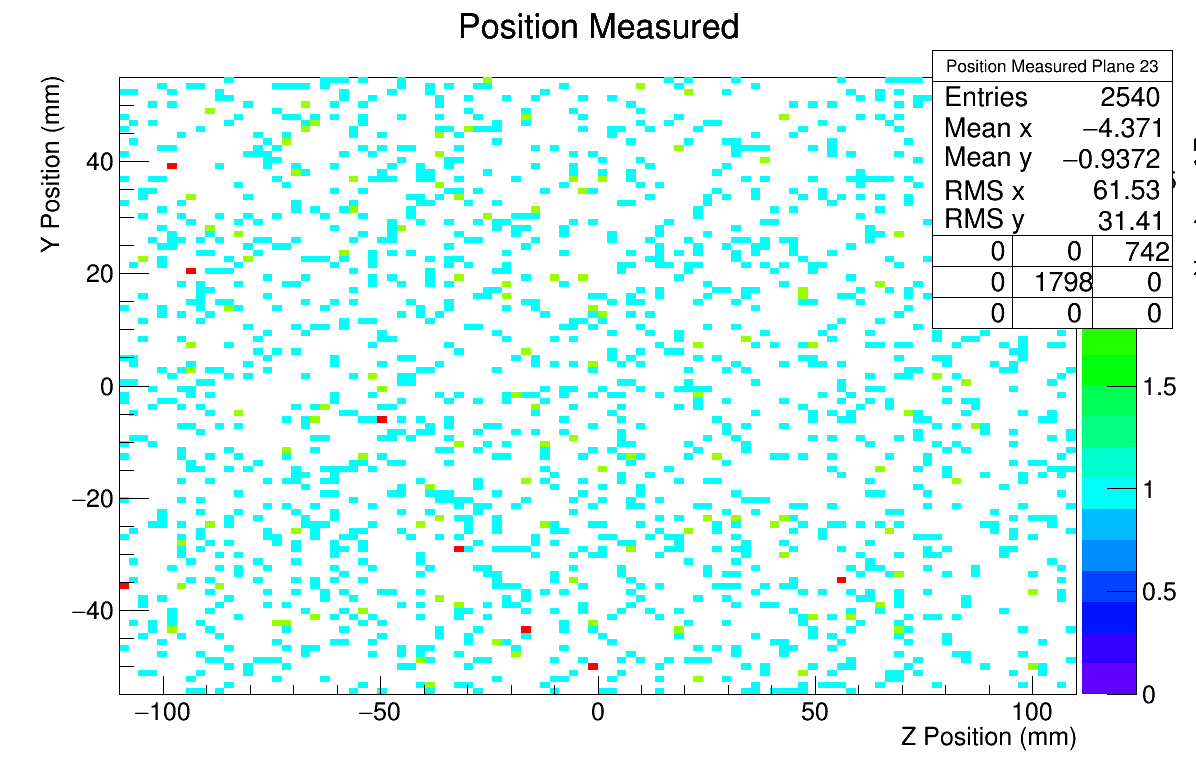 Position Measured
Y Position (mm)
40
20
0
−20
−40
−100
−50
0
50
100
Z Position (mm)
Position Measured Plane 23
Entries 2540
Mean x −4.371
Mean y −0.9372
RMS x 61.53
RMS y 31.41
0 0 742
0 1798 0
0 0 0
1.5
1
0.5
0